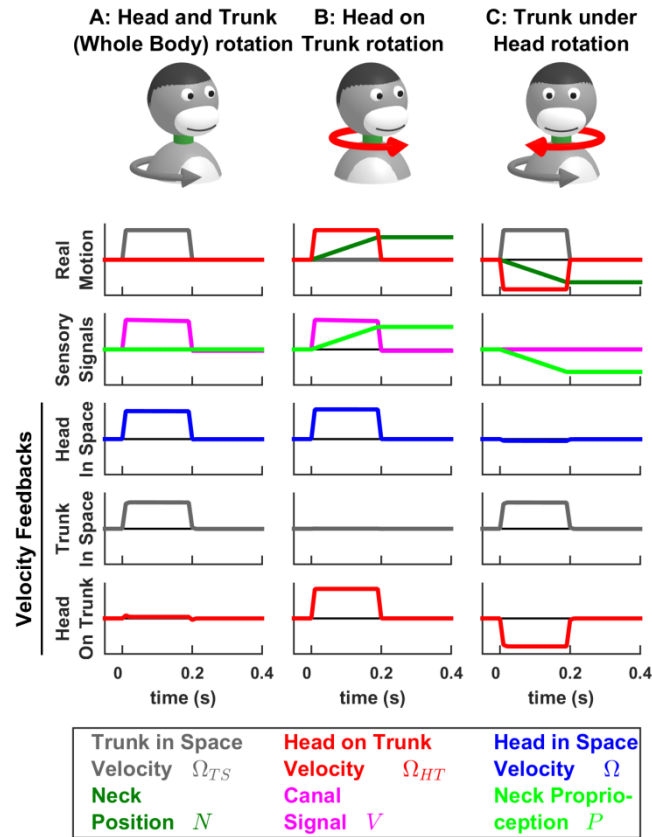 A: Head and Trunk
(Whole Body) rotation
B: Head on
Trunk rotation
C: Trunk under
Head rotation
Real
Motion
Sensory
Signals
Velocity Feedbacks
Head
In Space
Trunk
In Space
Head
On Trunk
0 0.2 0.4
0 0.2 0.4
0 0.2 0.4
time (s)
time (s)
time (s)
Trunk in Space
Velocity Ω_TS
Neck
Position N
Head on Trunk
Velocity Ω_HT
Canal
Signal V
Head in Space
Velocity Ω
Neck Proprio-
ception P